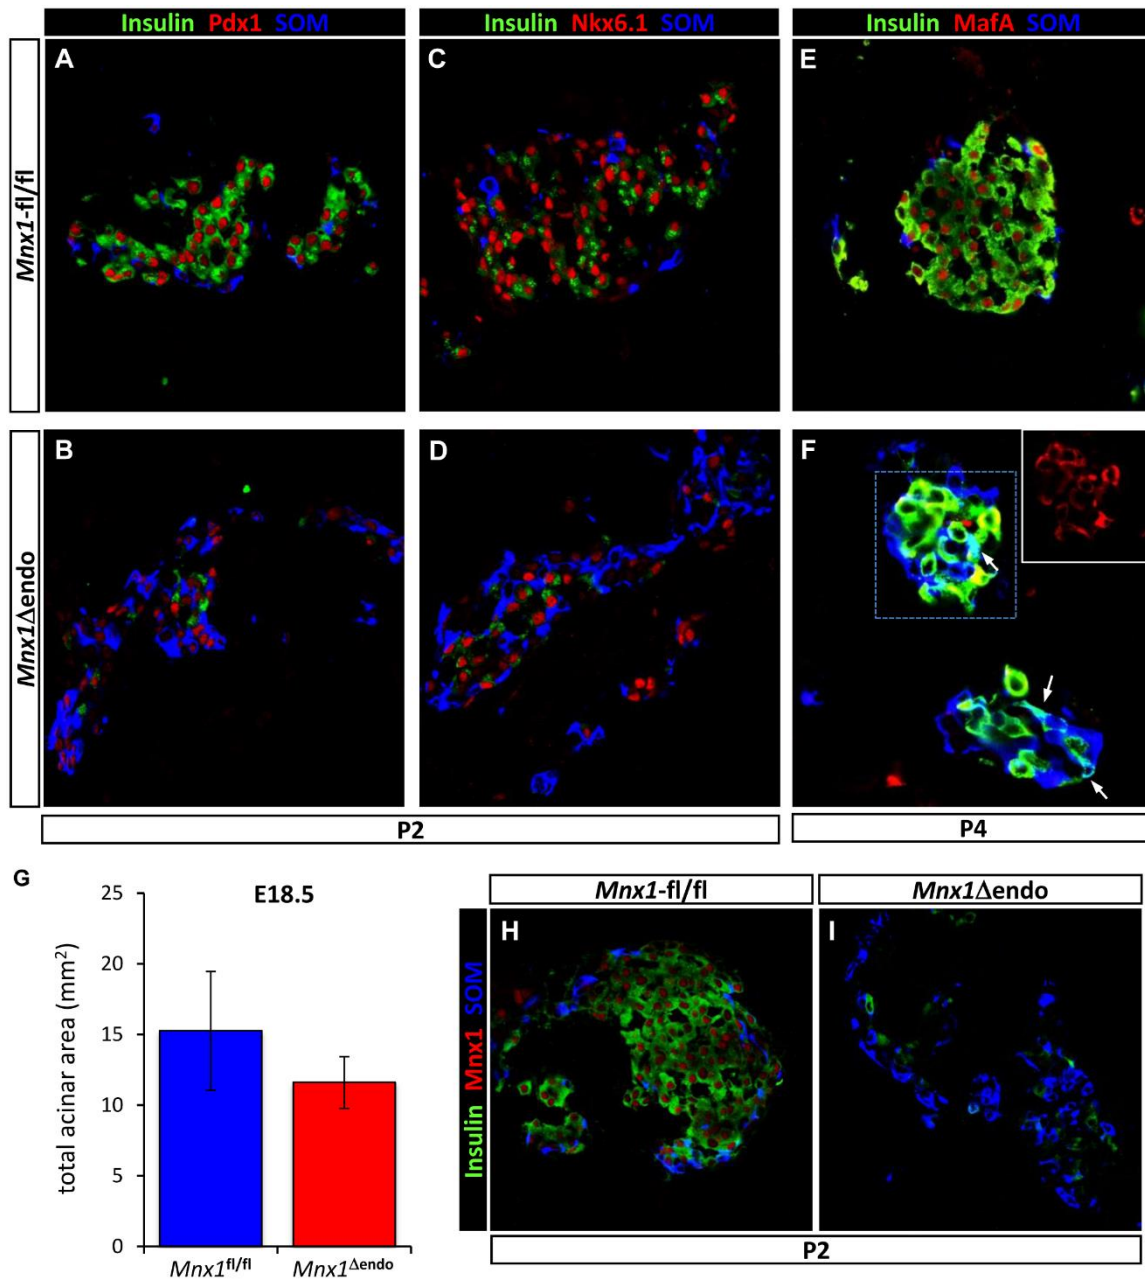 Insulin Pdx1 SOM
Insulin Nkx6.1 SOM
Insulin MafA SOM
Mnx1-fl/fl
A
C
E
Mnx1Δendo
B
D
F
P2
P4
G
E18.5
total acinar area (mm²)
25
20
15
10
5
0
Mnx1fl/fl
Mnx1Δendo
Mnx1-fl/fl
Mnx1Δendo
Insulin Mnx1 SOM
H
I
P2